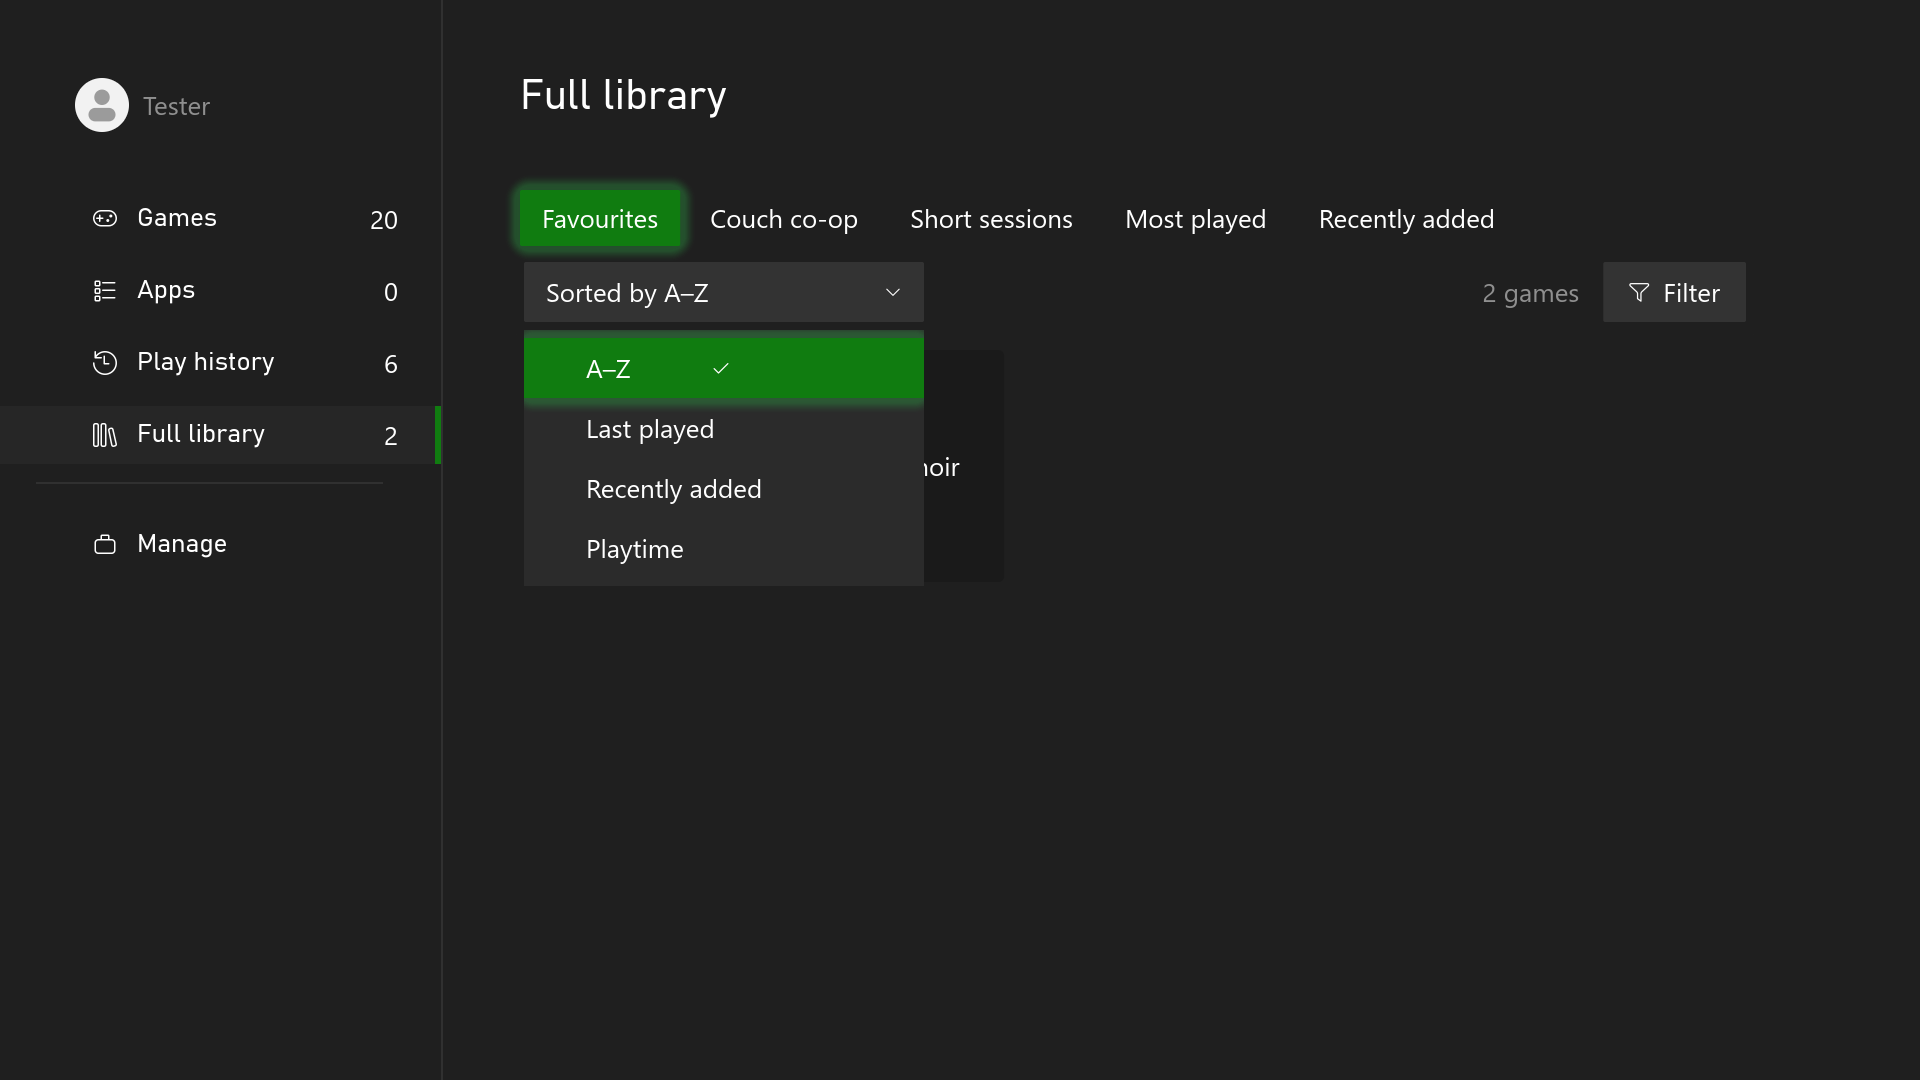 Tester
Games 20
Apps 0
Play history 6
Full library 2
Manage
Full library
Favourites Couch co-op Short sessions Most played Recently added
Sorted by A–Z
2 games Filter
A–Z
Last played
Recently added
Playtime